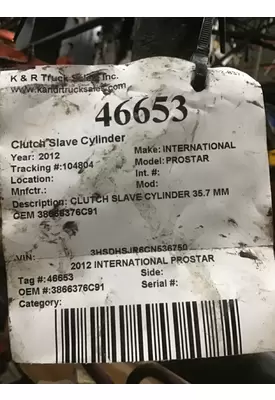 K & R Truck Sales Inc.
www.kandrtrucksales.com
46653
Clutch Slave Cylinder
Year: 2012
Make: INTERNATIONAL
Tracking #:104804
Model: PROSTAR
Location:
Int. #:
Mnfctr.:
Mod:
Description: CLUTCH SLAVE CYLINDER 35.7 MM
OEM 3866376C91
VIN: 3HSDHSJR6CN536750
2012 INTERNATIONAL PROSTAR
Tag #: 46653
Side:
OEM #:3866376C91
Serial #:
Category: